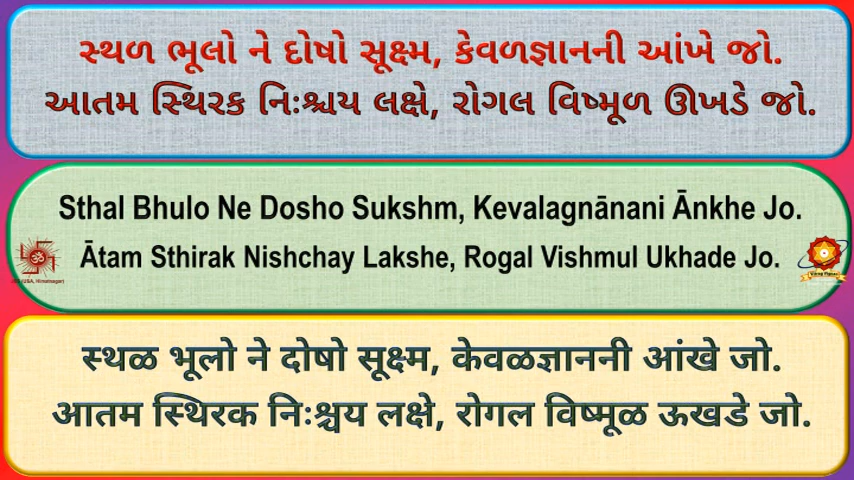 સ્થળ ભૂલો ને દોષો સૂક્ષ્મ, કેવળજ્ઞાનની આંખે જો.
આતમ સ્થિરક નિઃશ્ચય લક્ષે, રોગલ વિષ્મૂળ ઊખડે જો.
Sthal Bhulo Ne Dosho Sukshm, Kevalagnānani Ānkhe Jo.
Ātam Sthirak Nishchay Lakshe, Rogal Vishmul Ukhade Jo.
स्थळ भूलो ने दोषो सूक्ष्म, केवळज्ञाननी आंखे जो.
आतम स्थिरक निःश्चय लक्षे, रोगल विष्मूळ ऊखडे जो.